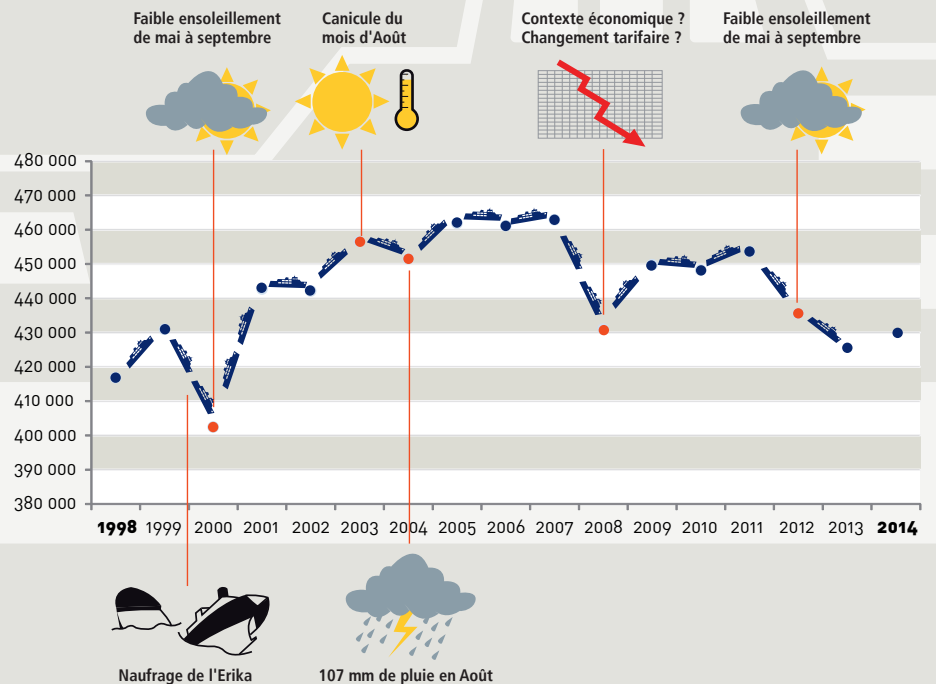 Faible ensoleillement
de mai à septembre
Canicule du
mois d'Août
Contexte économique ?
Changement tarifaire ?
Faible ensoleillement
de mai à septembre
480 000
470 000
460 000
450 000
440 000
430 000
420 000
410 000
400 000
390 000
380 000
1998 1999 2000 2001 2002 2003 2004 2005 2006 2007 2008 2009 2010 2011 2012 2013 2014
Naufrage de l'Erika
107 mm de pluie en Août